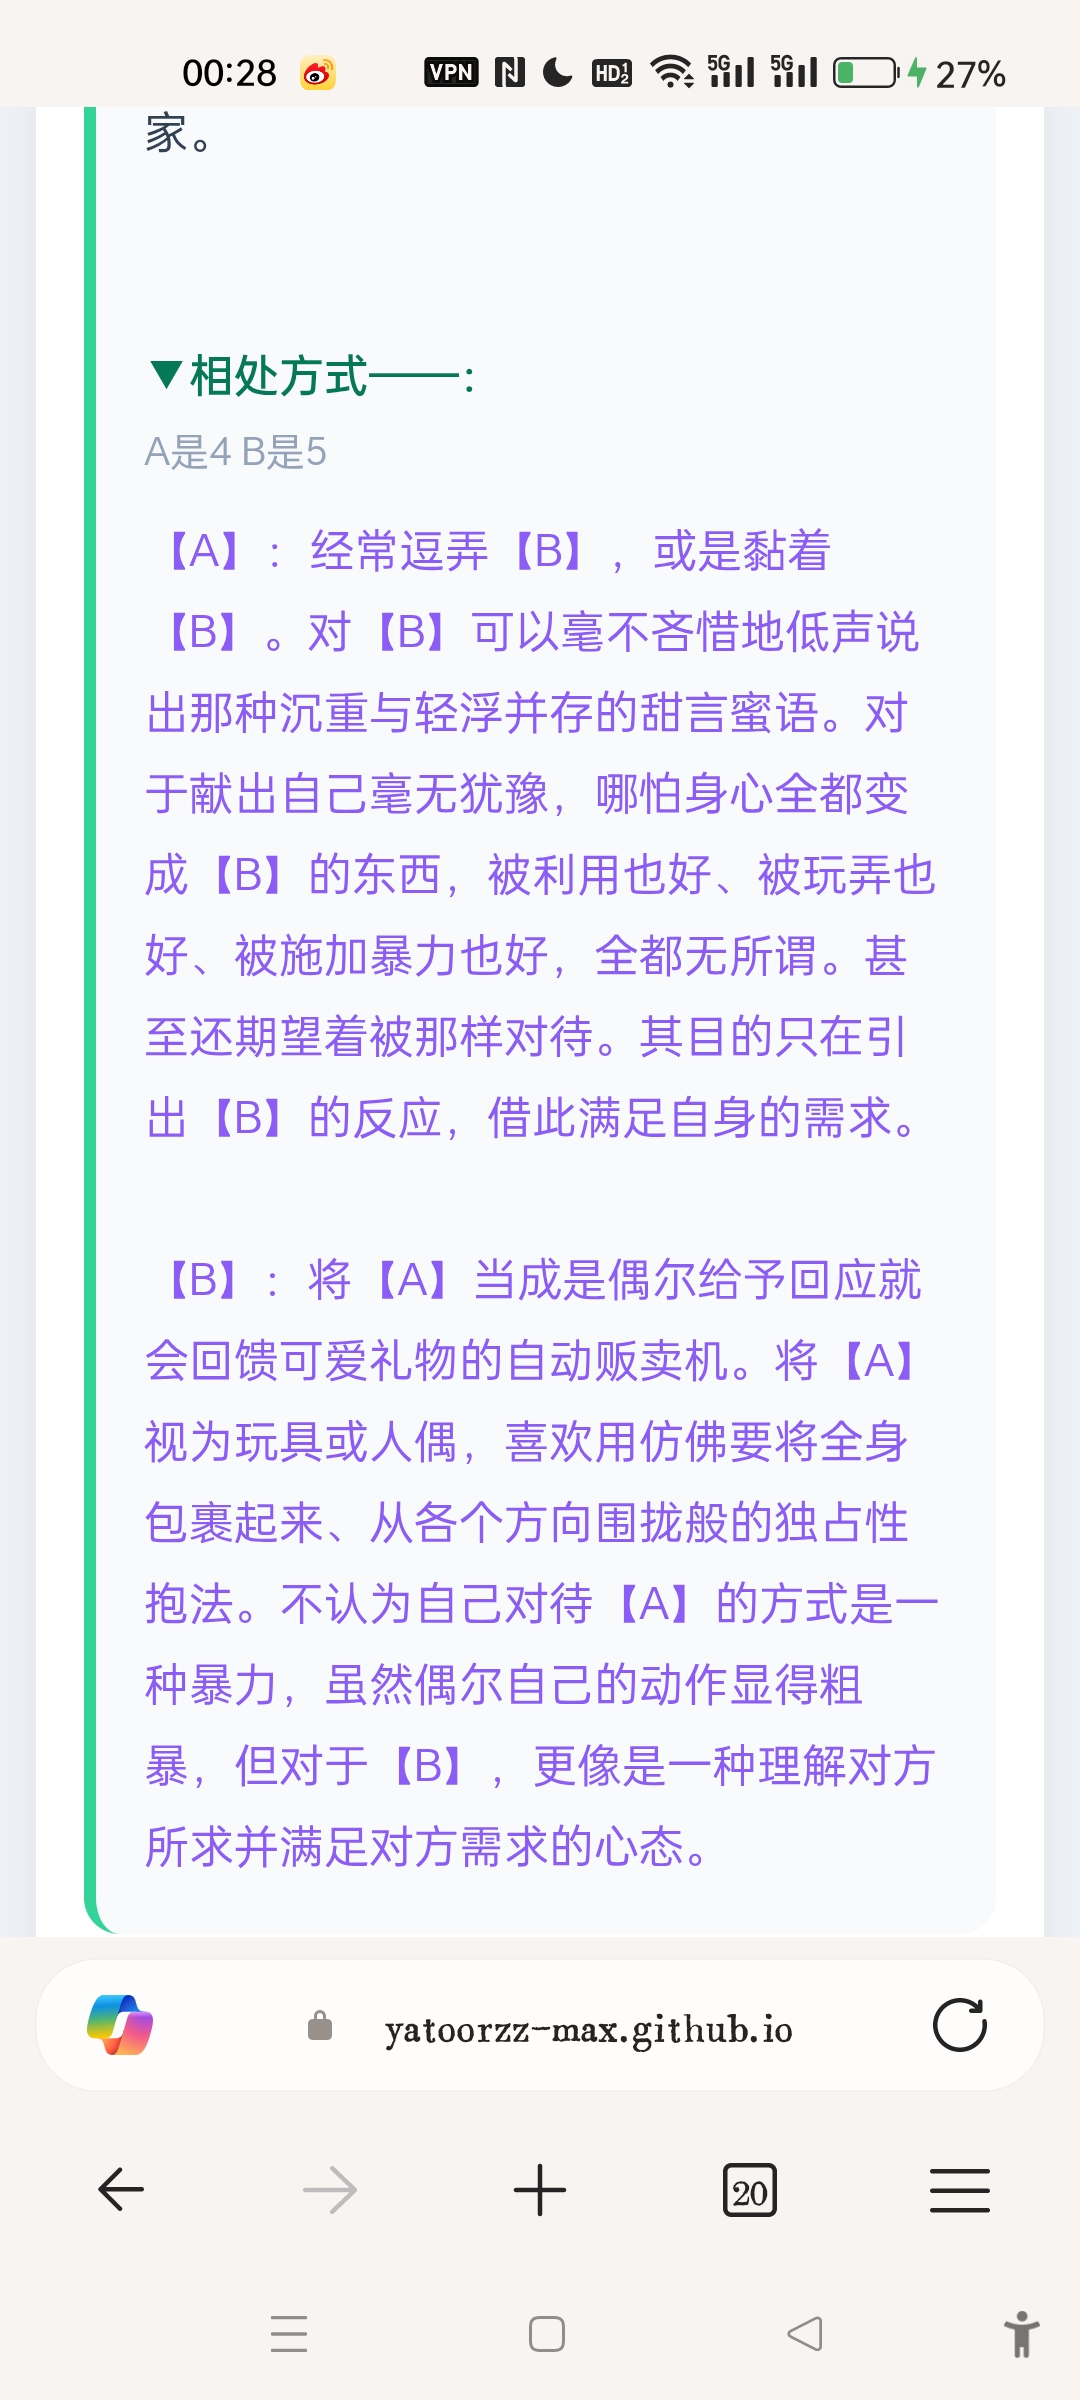 00:28 VPN HD 1 2 5G 5G 27%
家。
▼相处方式——：
A是4 B是5
【A】：经常逗弄【B】，或是黏着
【B】。对【B】可以毫不吝惜地低声说
出那种沉重与轻浮并存的甜言蜜语。对
于献出自己毫无犹豫，哪怕身心全都变
成【B】的东西，被利用也好、被玩弄也
好、被施加暴力也好，全都无所谓。甚
至还期望着被那样对待。其目的只在引
出【B】的反应，借此满足自身的需求。
【B】：将【A】当成是偶尔给予回应就
会回馈可爱礼物的自动贩卖机。将【A】
视为玩具或人偶，喜欢用仿佛要将全身
包裹起来、从各个方向围拢般的独占性
抱法。不认为自己对待【A】的方式是一
种暴力，虽然偶尔自己的动作显得粗
暴，但对于【B】，更像是一种理解对方
所求并满足对方需求的心态。
yatoorzz-max.github.io
20